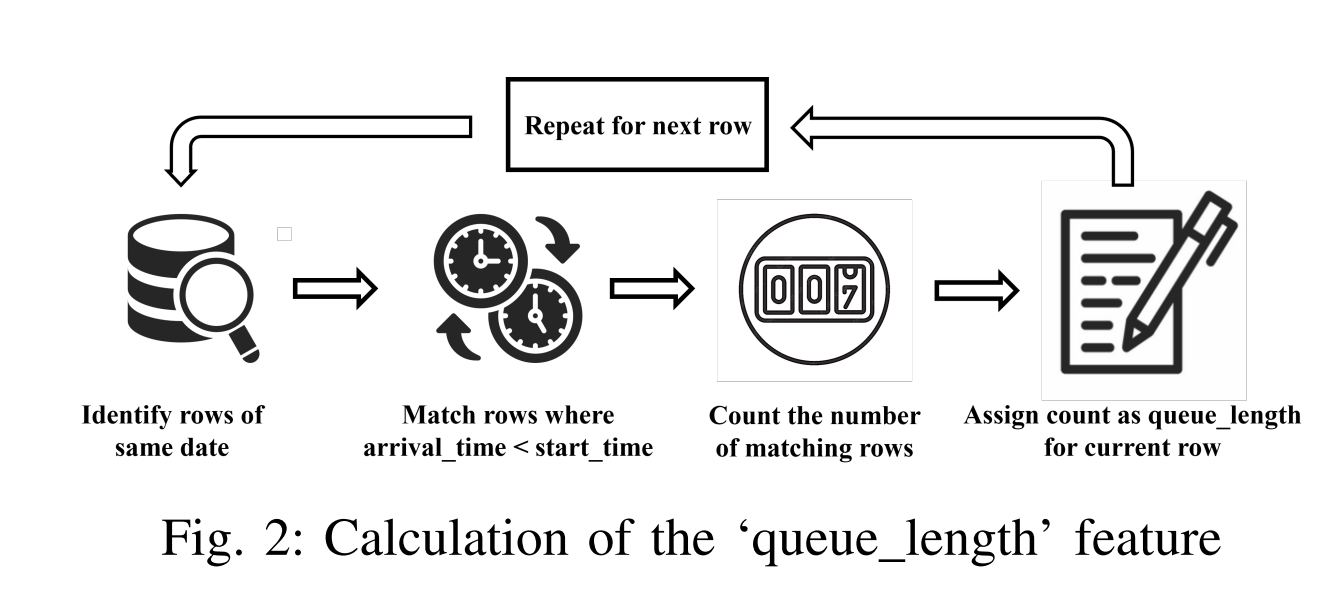 Repeat for next row
Identify rows of
same date
Match rows where
arrival_time < start_time
Count the number
of matching rows
Assign count as queue_length
for current row
007
Fig. 2: Calculation of the ‘queue_length’ feature